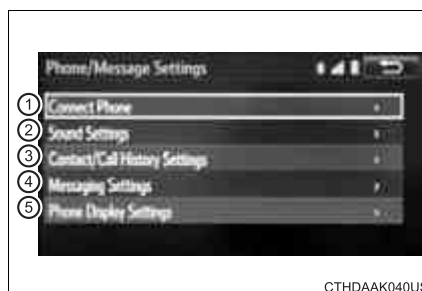 Phone/Message Settings
1 Connect Phone
2 Sound Settings
3 Contact/Call History Settings
4 Messaging Settings
5 Phone Display Settings
CTHDAAK040US